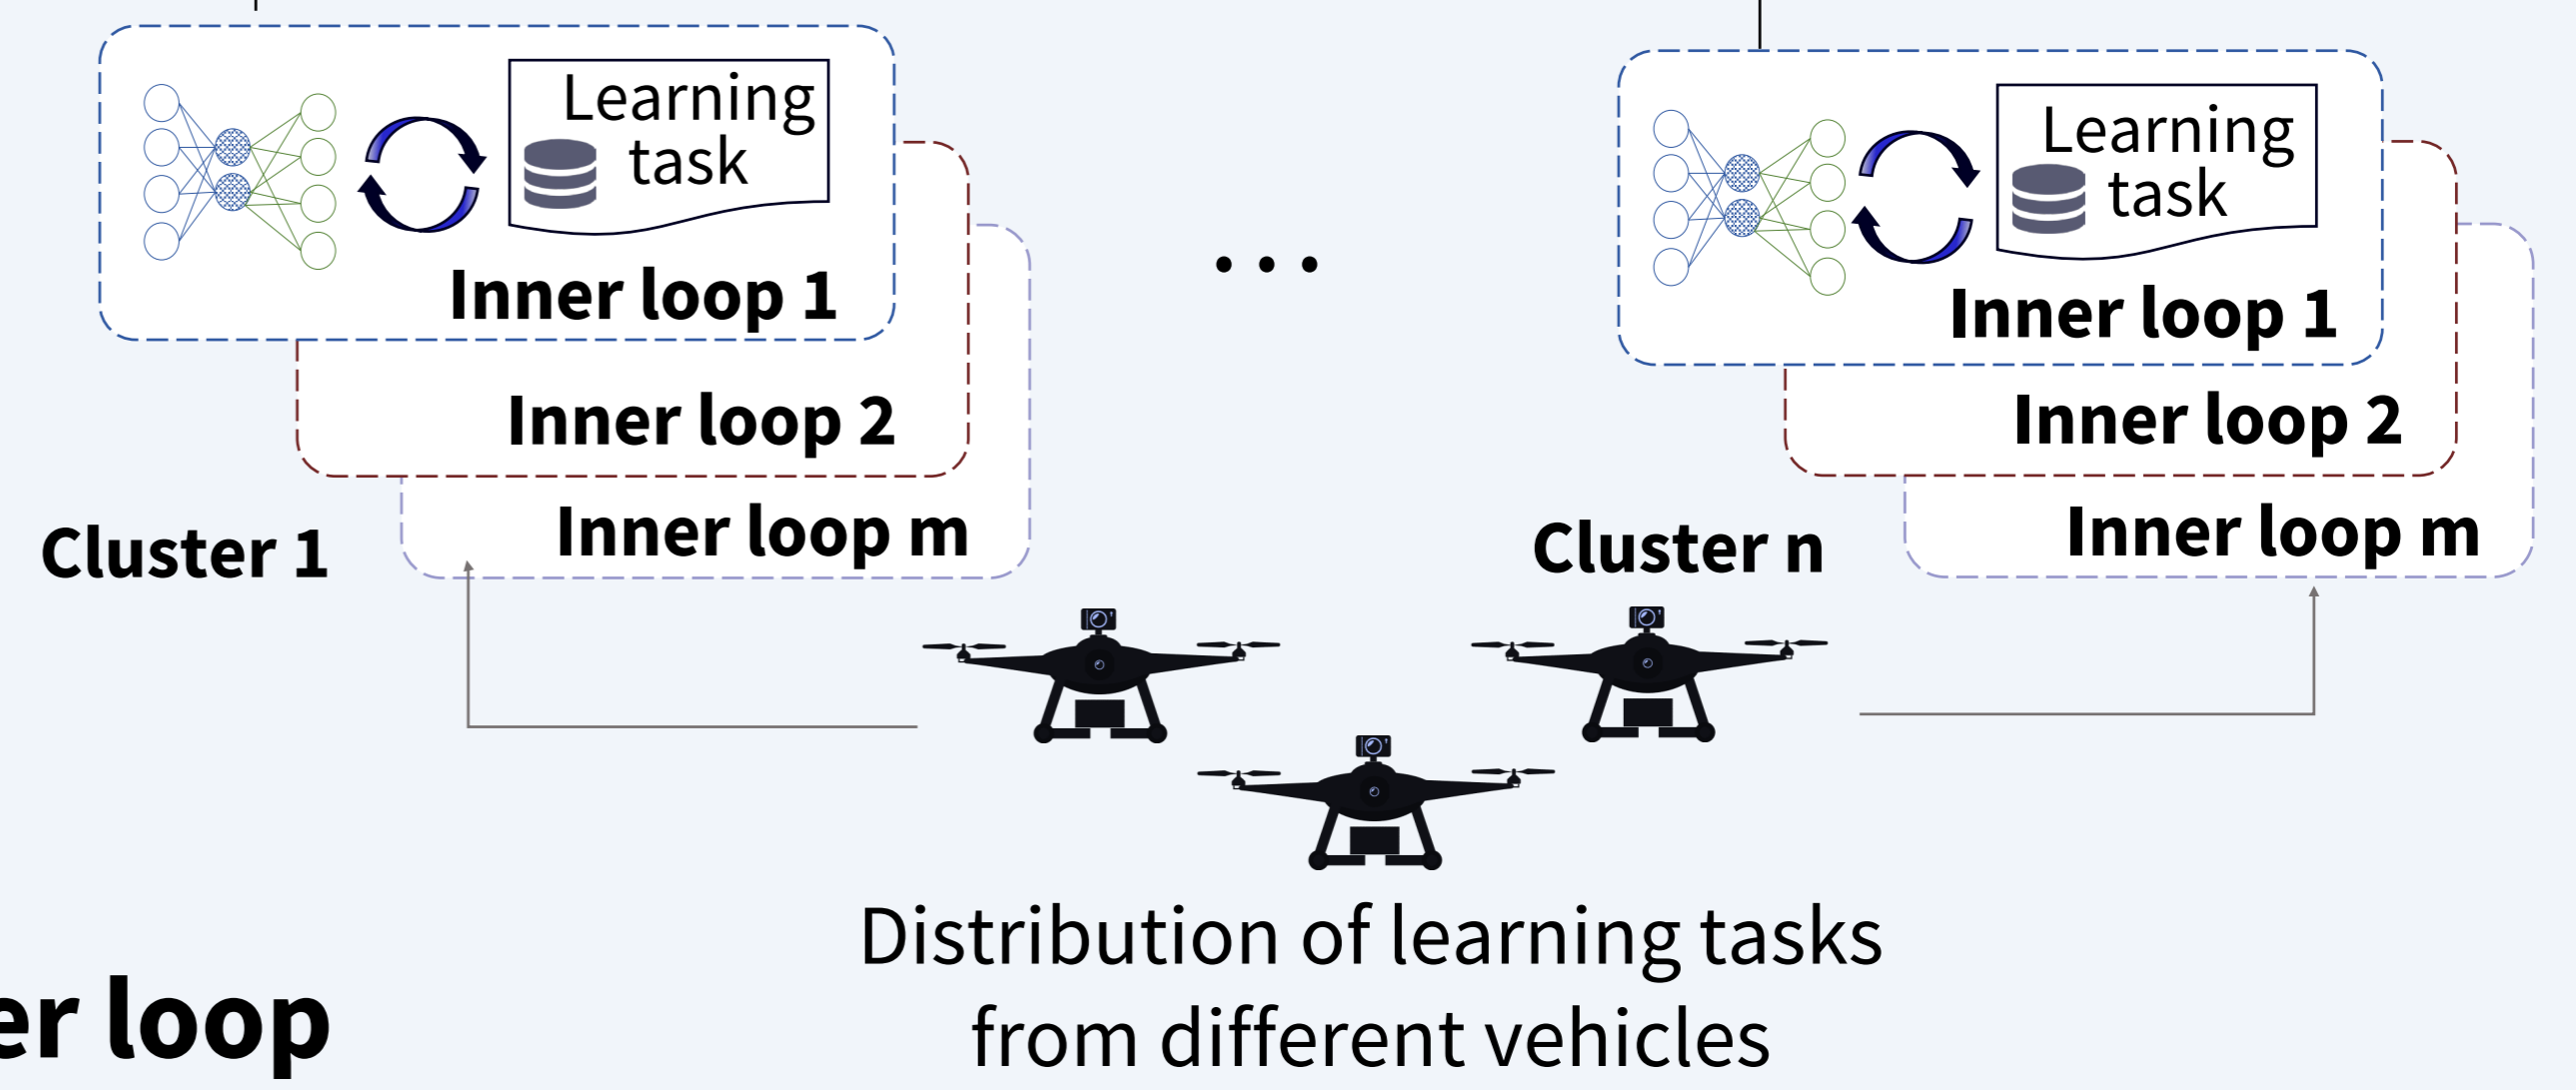 Learning
task
Inner loop 1
Inner loop 2
Inner loop m
Cluster 1
...
Learning
task
Inner loop 1
Inner loop 2
Inner loop m
Cluster n
Distribution of learning tasks
from different vehicles
er loop